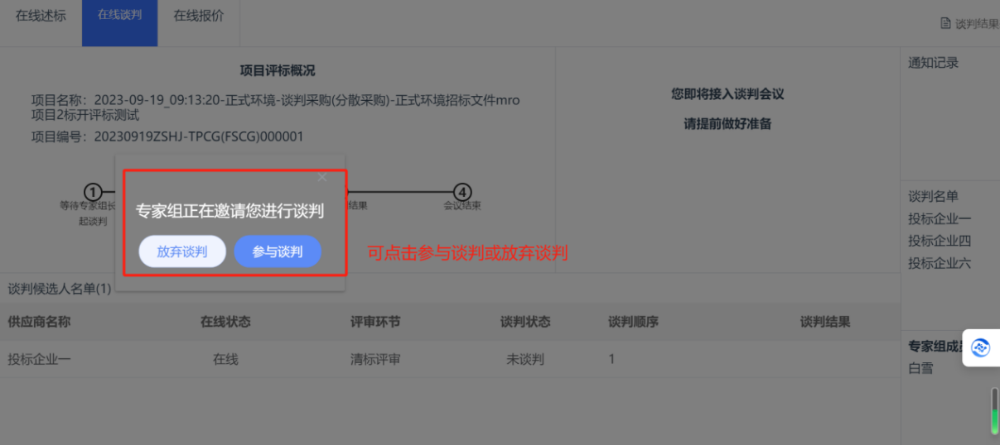 在线述标
在线谈判
在线报价
谈判结果
项目评标概况
项目名称：2023-09-19_09:13:20-正式环境-谈判采购(分散采购)-正式环境招标文件mro
项目2标开评标测试
项目编号：20230919ZSHJ-TPCG(FSCG)000001
您即将接入谈判会议
请提前做好准备
通知记录
1
等待专家组长
起谈判
结果
4
会议结束
专家组正在邀请您进行谈判
放弃谈判
参与谈判
可点击参与谈判或放弃谈判
谈判名单
投标企业一
投标企业四
投标企业六
谈判候选人名单(1)
供应商名称 在线状态 评审环节 谈判状态 谈判顺序 谈判结果
投标企业一 在线 清标评审 未谈判 1
专家组成员
白雪